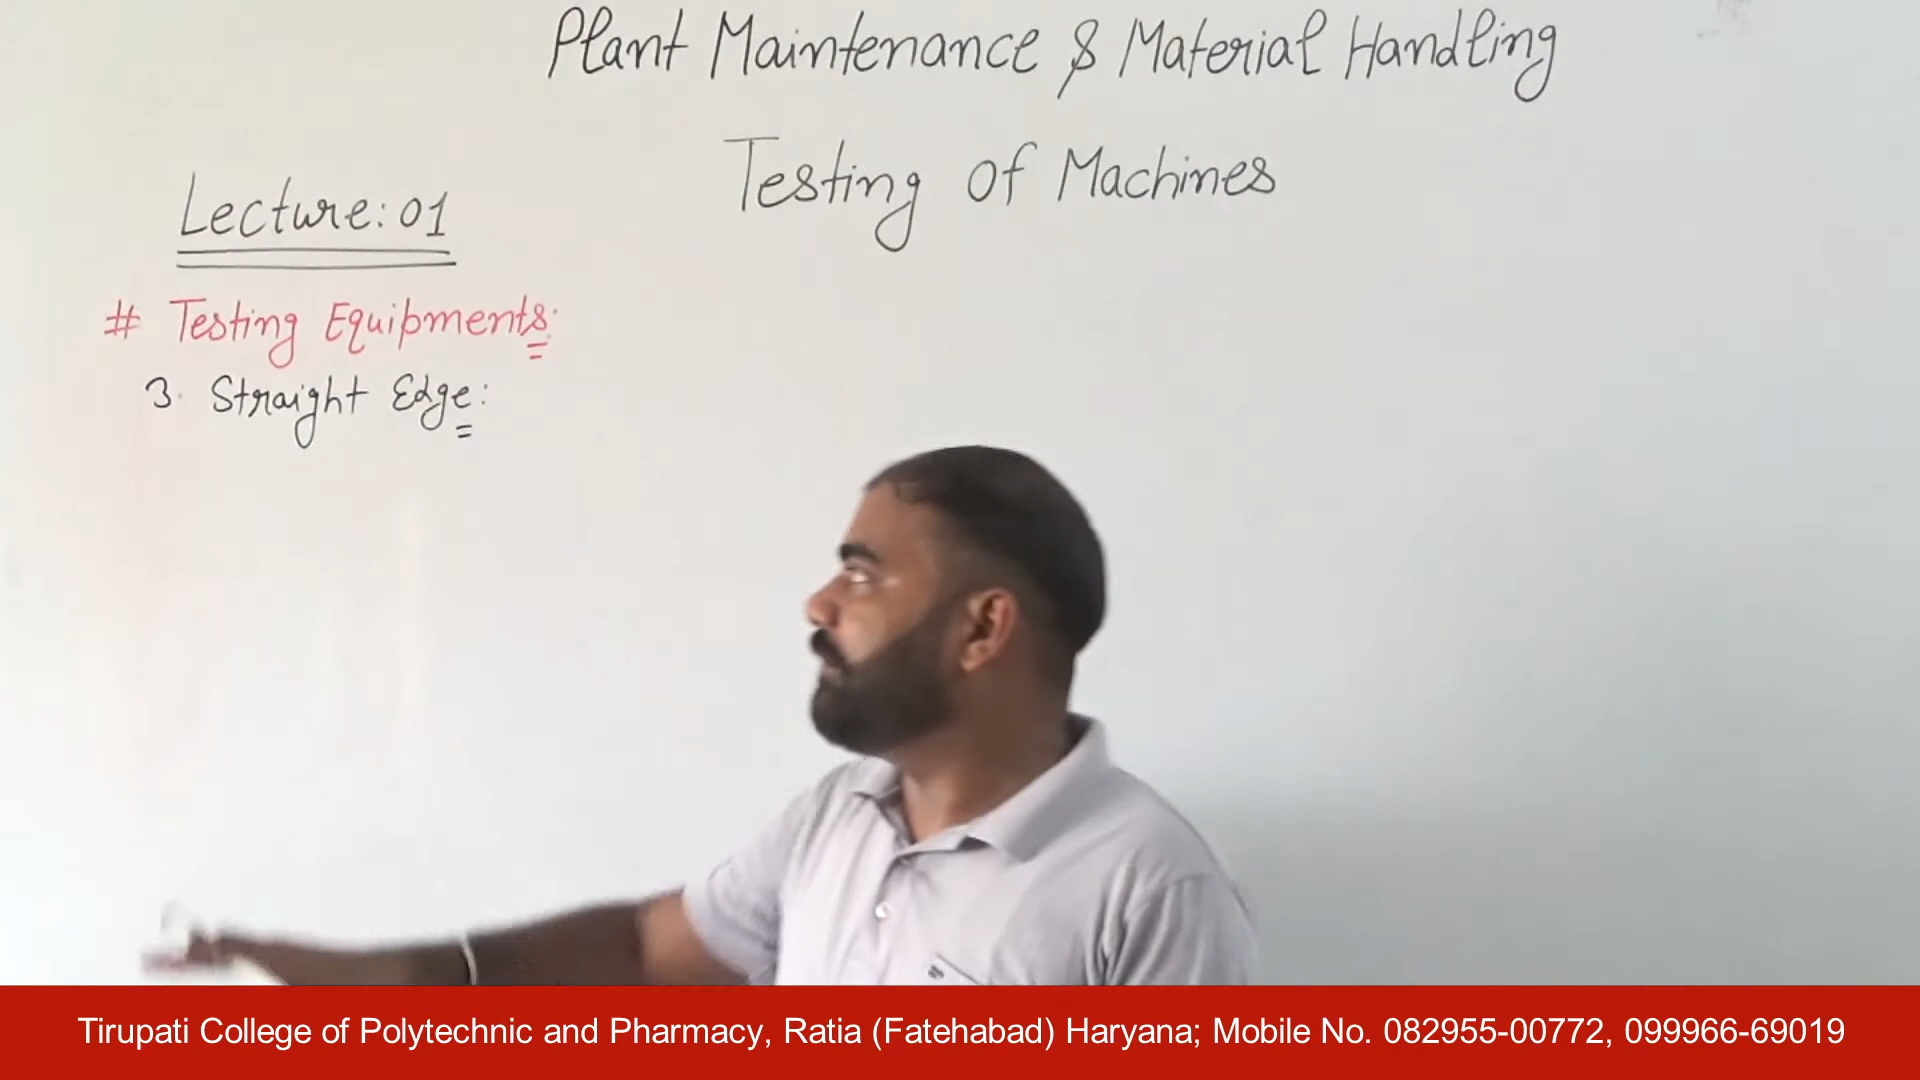 Plant Maintenance & Material Handling
Testing of Machines
Lecture: 01
# Testing Equipments:
3. Straight Edge:
Tirupati College of Polytechnic and Pharmacy, Ratia (Fatehabad) Haryana; Mobile No. 082955-00772, 099966-69019